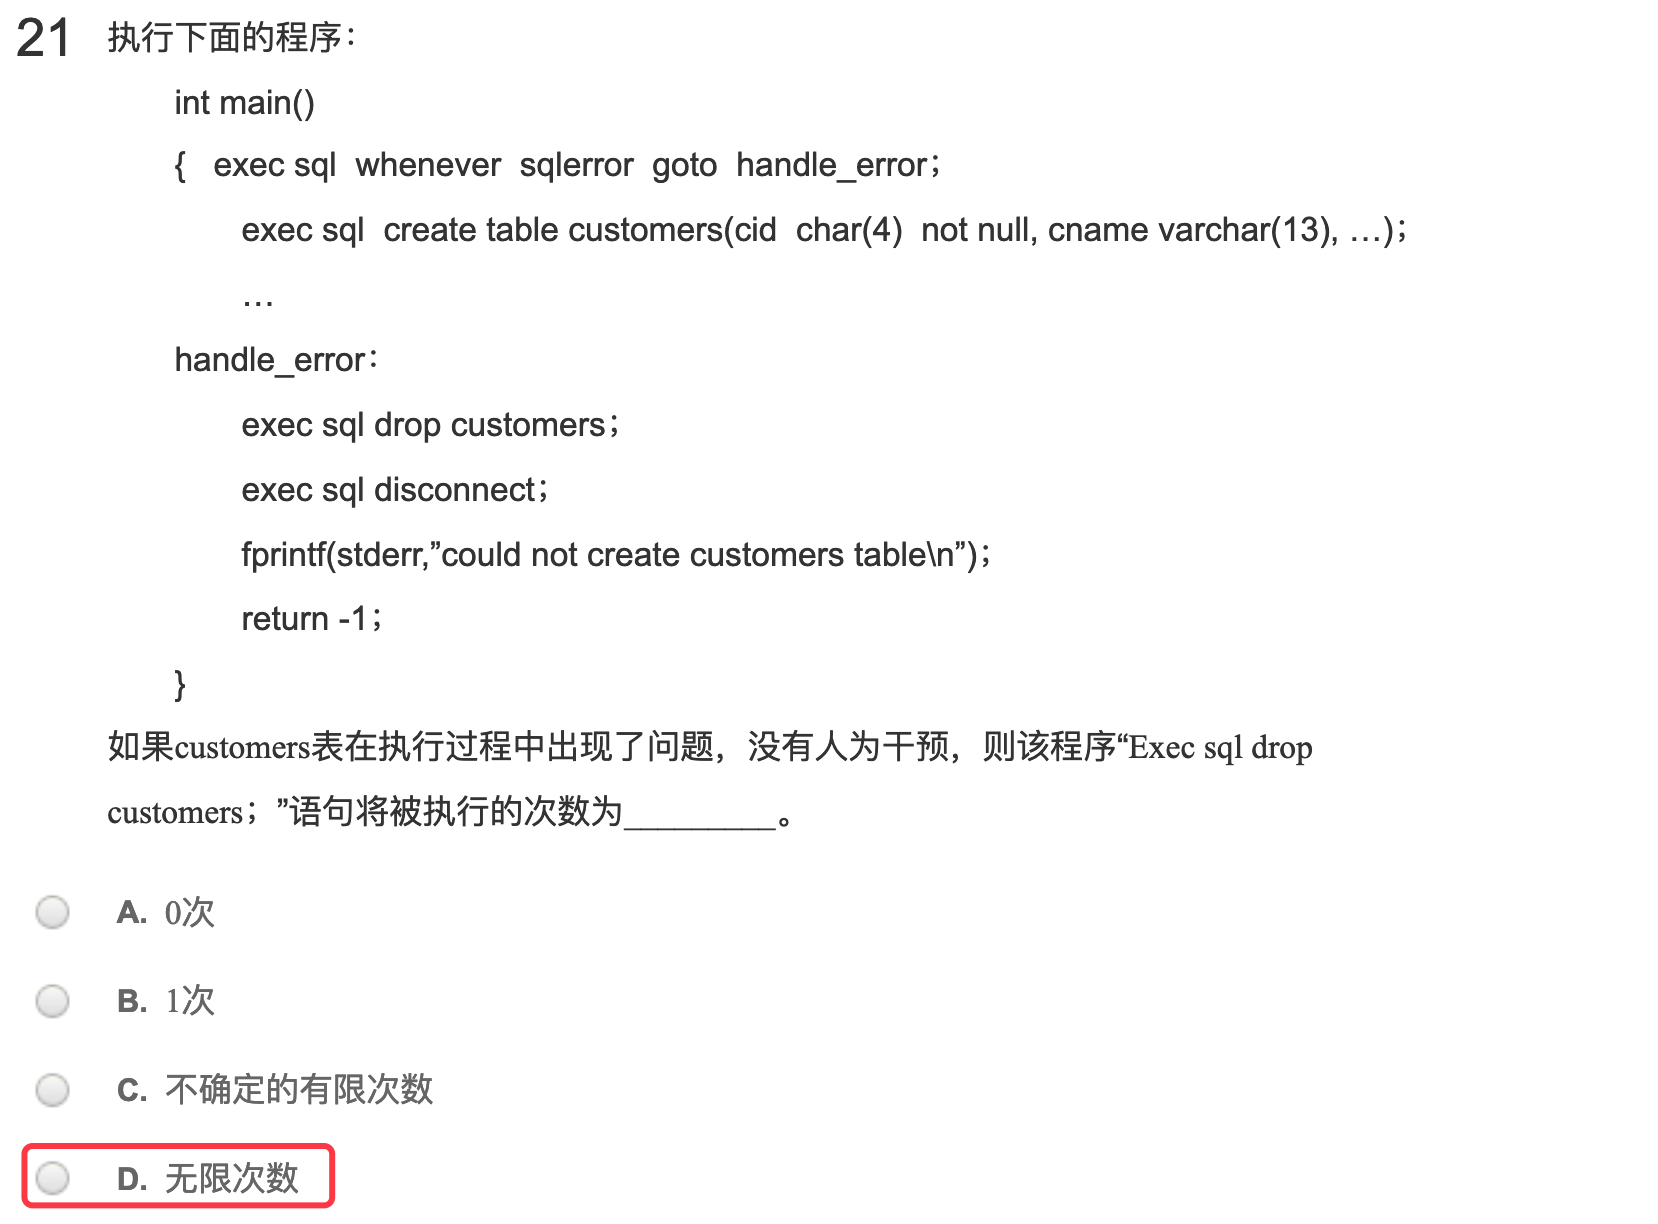 21 执行下面的程序：
int main()
{ exec sql whenever sqlerror goto handle_error；
exec sql create table customers(cid char(4) not null, cname varchar(13), …)；
…
handle_error：
exec sql drop customers；
exec sql disconnect；
fprintf(stderr,”could not create customers table\n”)；
return -1；
}
如果customers表在执行过程中出现了问题，没有人为干预，则该程序“Exec sql drop
customers；”语句将被执行的次数为_________。
A. 0次
B. 1次
C. 不确定的有限次数
D. 无限次数